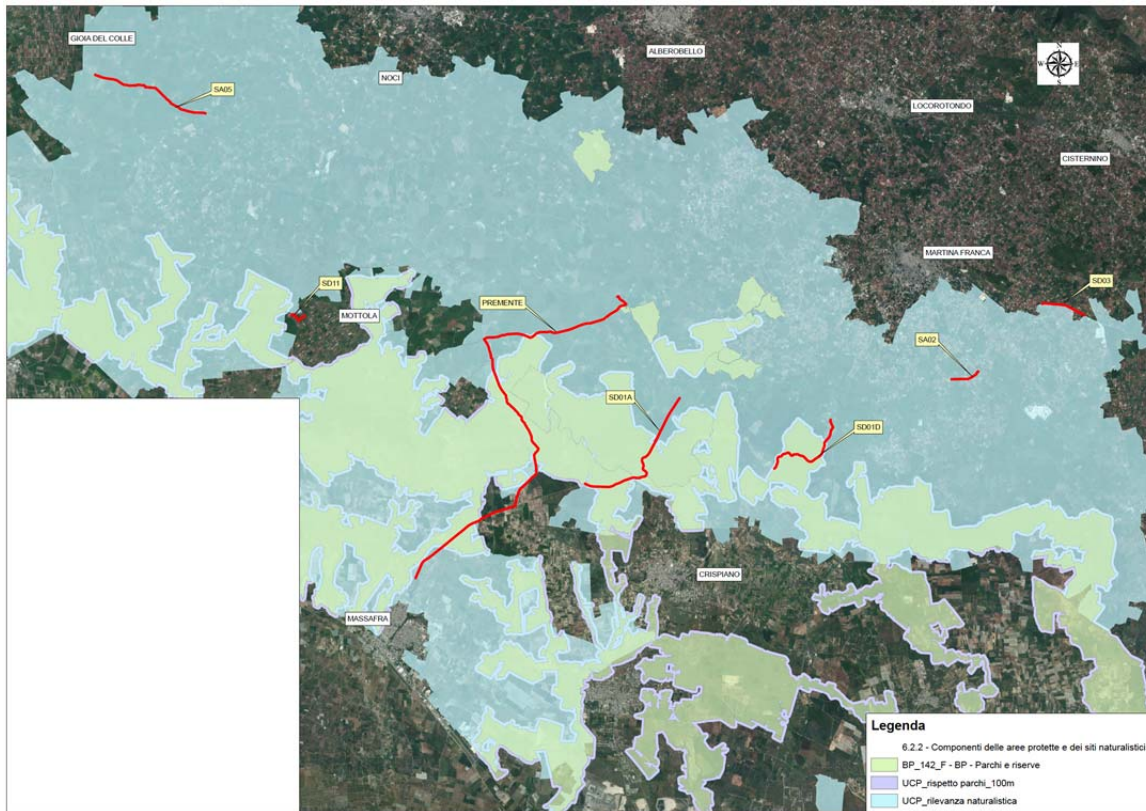 GIOIA DEL COLLE
ALBEROBELLO
N
W
E
S
NOCI
SA05
LOCOROTONDO
CISTERNINO
MARTINA FRANCA
SD03
SD11
PREMENTE
MOTTOLA
SA02
SD01A
SD01D
CRISPIANO
MASSAFRA
Legenda
6.2.2 - Componenti delle aree protette e dei siti naturalistici
BP_142_F - BP - Parchi e riserve
UCP_rispetto parchi_100m
UCP_rilevanza naturalistica